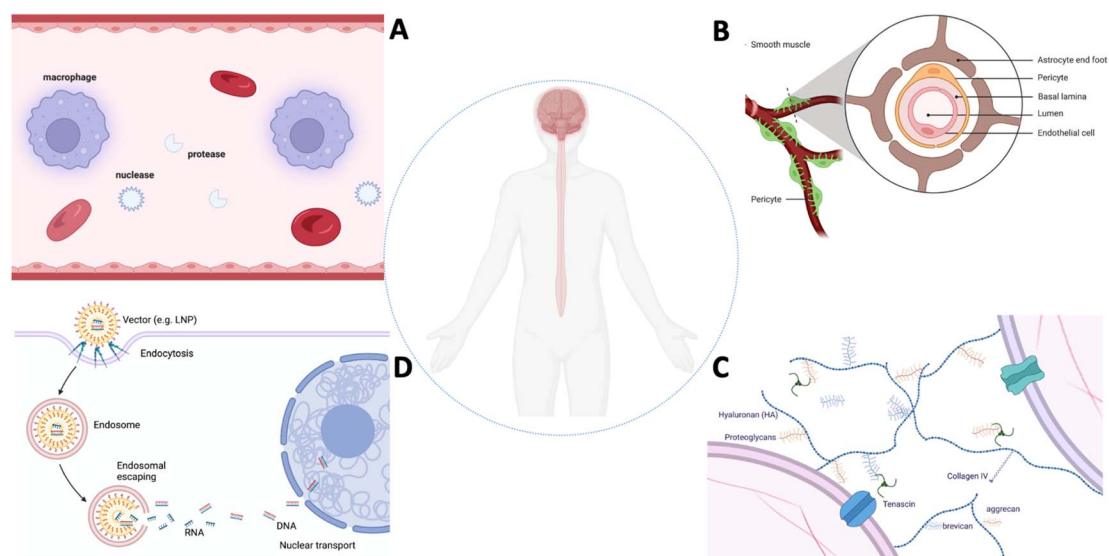 A
macrophage
protease
nuclease
B
Smooth muscle
Astrocyte end foot
Pericyte
Basal lamina
Lumen
Endothelial cell
Pericyte
D
Vector (e.g. LNP)
Endocytosis
Endosome
Endosomal
escaping
RNA
DNA
Nuclear transport
C
Hyaluronan (HA)
Proteoglycans
Collagen IV
Tenascin
aggrecan
brevican